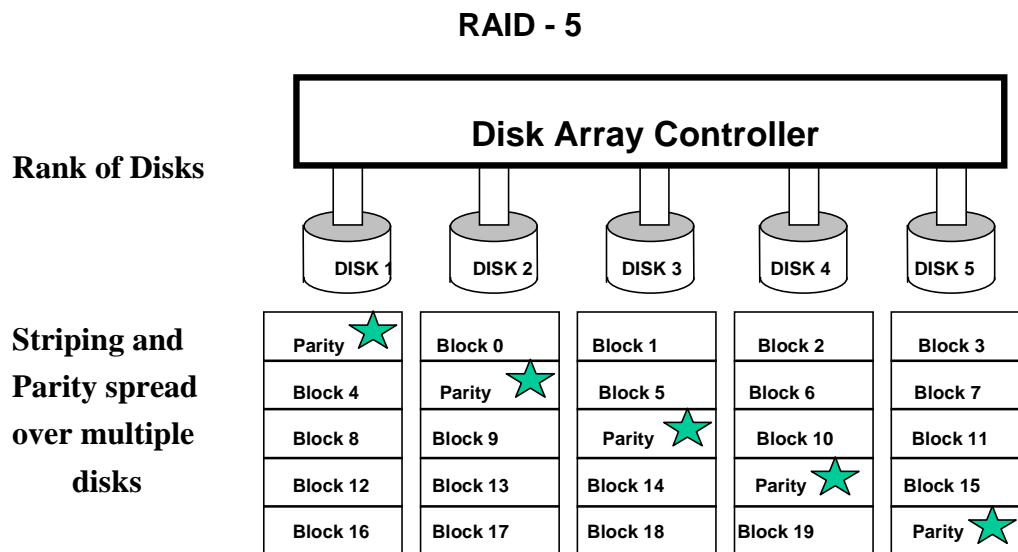 RAID - 5
Disk Array Controller
Rank of Disks
DISK 1 DISK 2 DISK 3 DISK 4 DISK 5
Striping and
Parity spread
over multiple
disks
Parity Block 0 Block 1 Block 2 Block 3
Block 4 Parity Block 5 Block 6 Block 7
Block 8 Block 9 Parity Block 10 Block 11
Block 12 Block 13 Block 14 Parity Block 15
Block 16 Block 17 Block 18 Block 19 Parity